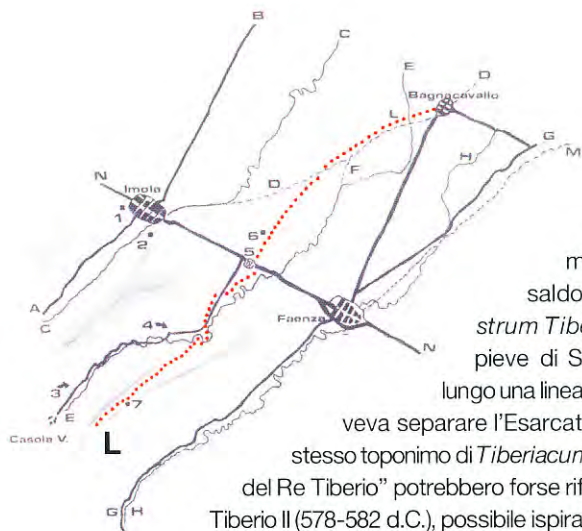 B
C
E
D
Bagnacavallo
L
N
F
H
G
M
Imola
D
1
2
6
5
A
C
Faenza
4
N
3
E
7
Casola V.
L
G
H
m
saldo
strum Tibe
pieve di S
lungo una linea
veva separare l'Esarcat
stesso toponimo di Tiberiacun
del Re Tiberio" potrebbero forse rif
Tiberio II (578-582 d.C.), possibile ispira